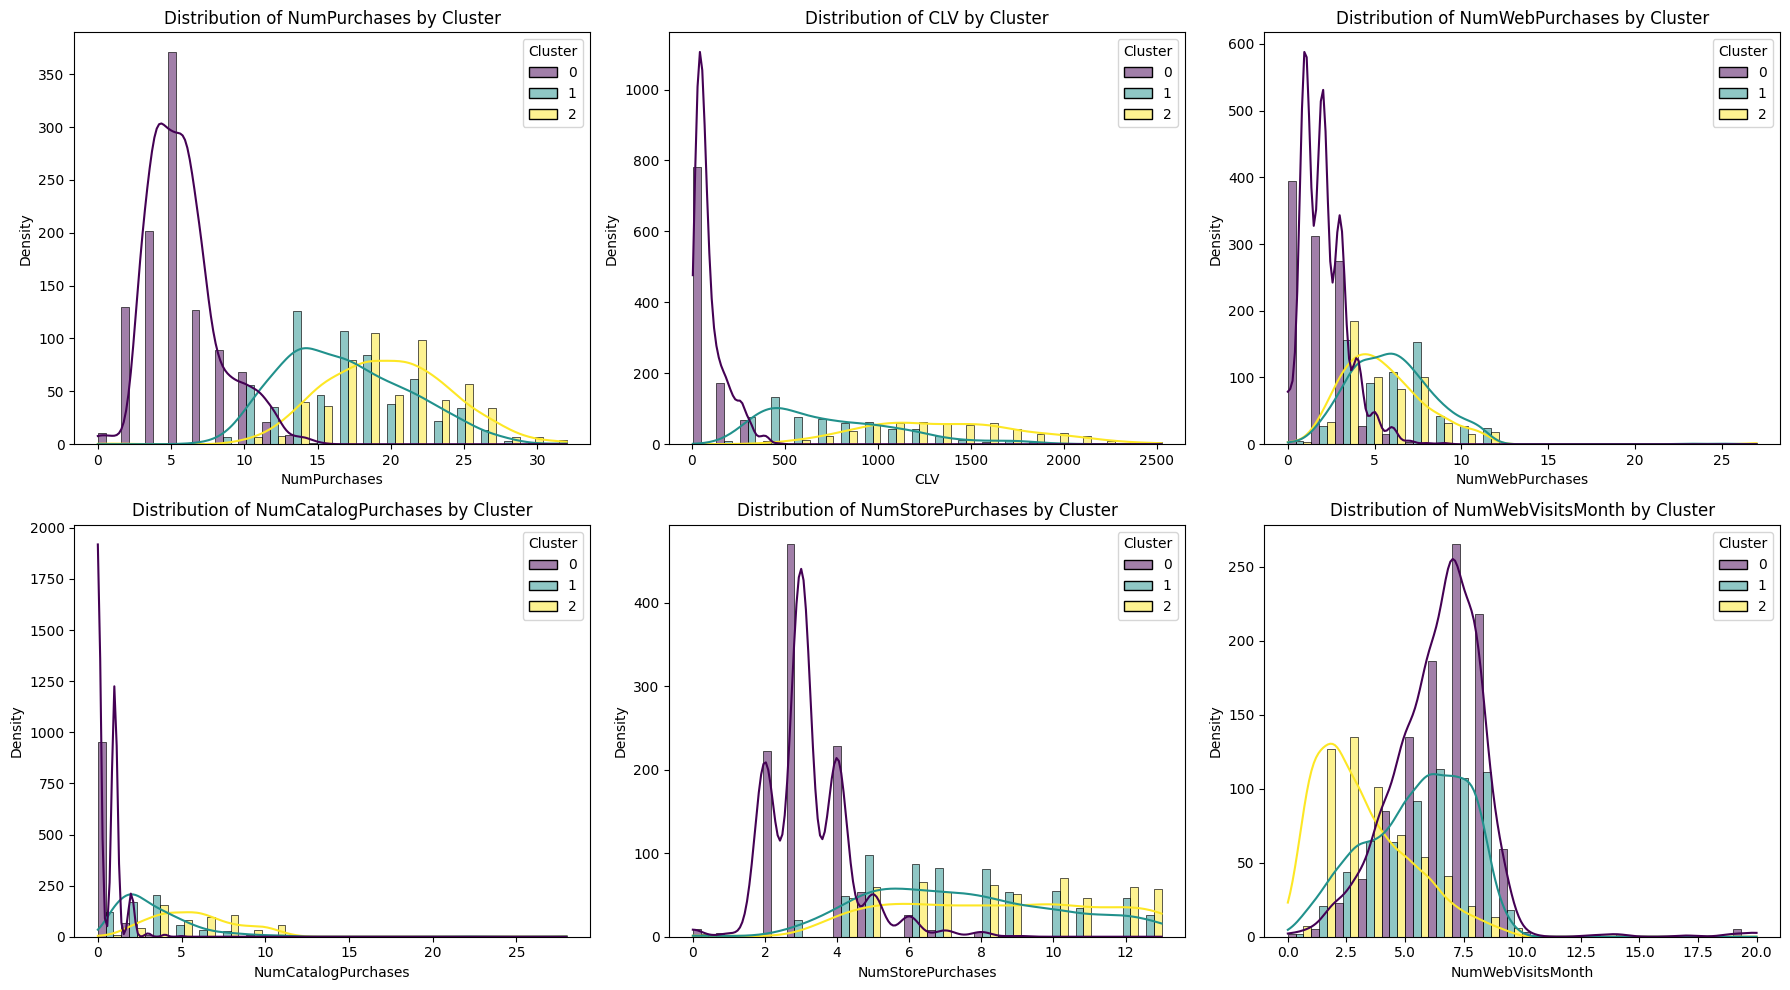 Distribution of NumPurchases by Cluster
Density
350
300
250
200
150
100
50
0
0 5 10 15 20 25 30
NumPurchases
Cluster
0
1
2
Distribution of CLV by Cluster
Density
1000
800
600
400
200
0
0 500 1000 1500 2000 2500
CLV
Cluster
0
1
2
Distribution of NumWebPurchases by Cluster
Density
600
500
400
300
200
100
0
0 5 10 15 20 25
NumWebPurchases
Cluster
0
1
2
Distribution of NumCatalogPurchases by Cluster
Density
2000
1750
1500
1250
1000
750
500
250
0
0 5 10 15 20 25
NumCatalogPurchases
Cluster
0
1
2
Distribution of NumStorePurchases by Cluster
Density
400
300
200
100
0
0 2 4 6 8 10 12
NumStorePurchases
Cluster
0
1
2
Distribution of NumWebVisitsMonth by Cluster
Density
250
200
150
100
50
0
0.0 2.5 5.0 7.5 10.0 12.5 15.0 17.5 20.0
NumWebVisitsMonth
Cluster
0
1
2